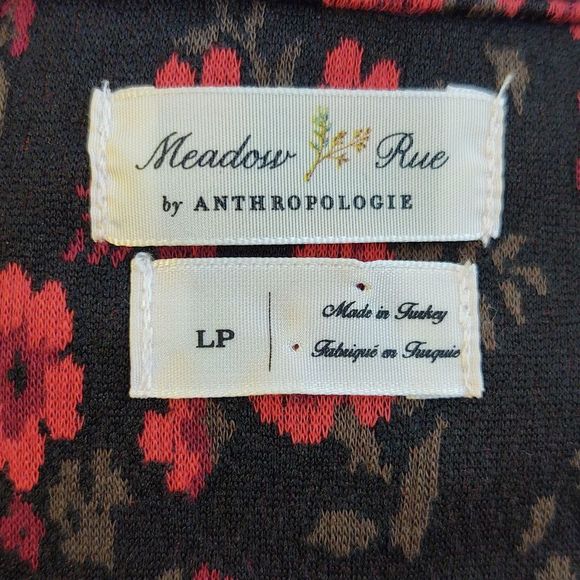 Meadow Rue
by ANTHROPOLOGIE
LP
Made in Turkey
Fabriqué en Turquie